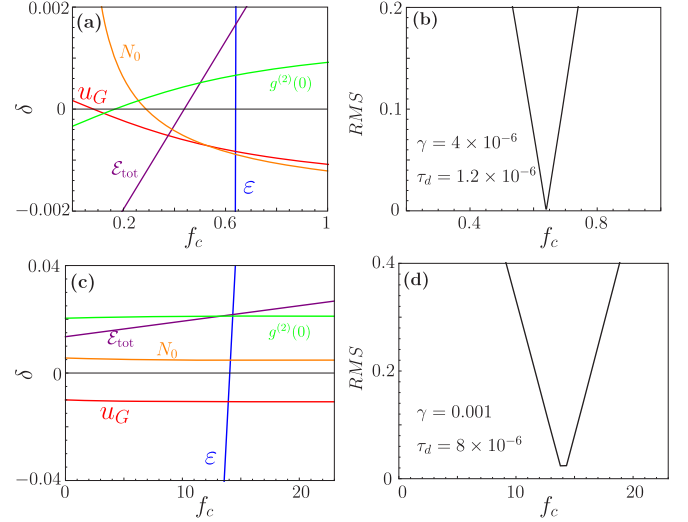 0.002
(a)
N₀
g⁽²⁾(0)
δ
0
u_G
ℰ_tot
ε
−0.002
0.2
0.4
0.6
0.8
1
f_c
(b)
0.2
RMS
0.1
γ = 4 × 10⁻⁶
τ_d = 1.2 × 10⁻⁶
0
0.4
0.8
f_c
0.04
(c)
g⁽²⁾(0)
ℰ_tot
N₀
δ
0
u_G
ε
−0.04
0
10
20
f_c
0.4
(d)
RMS
0.2
γ = 0.001
τ_d = 8 × 10⁻⁶
0
0
10
20
f_c